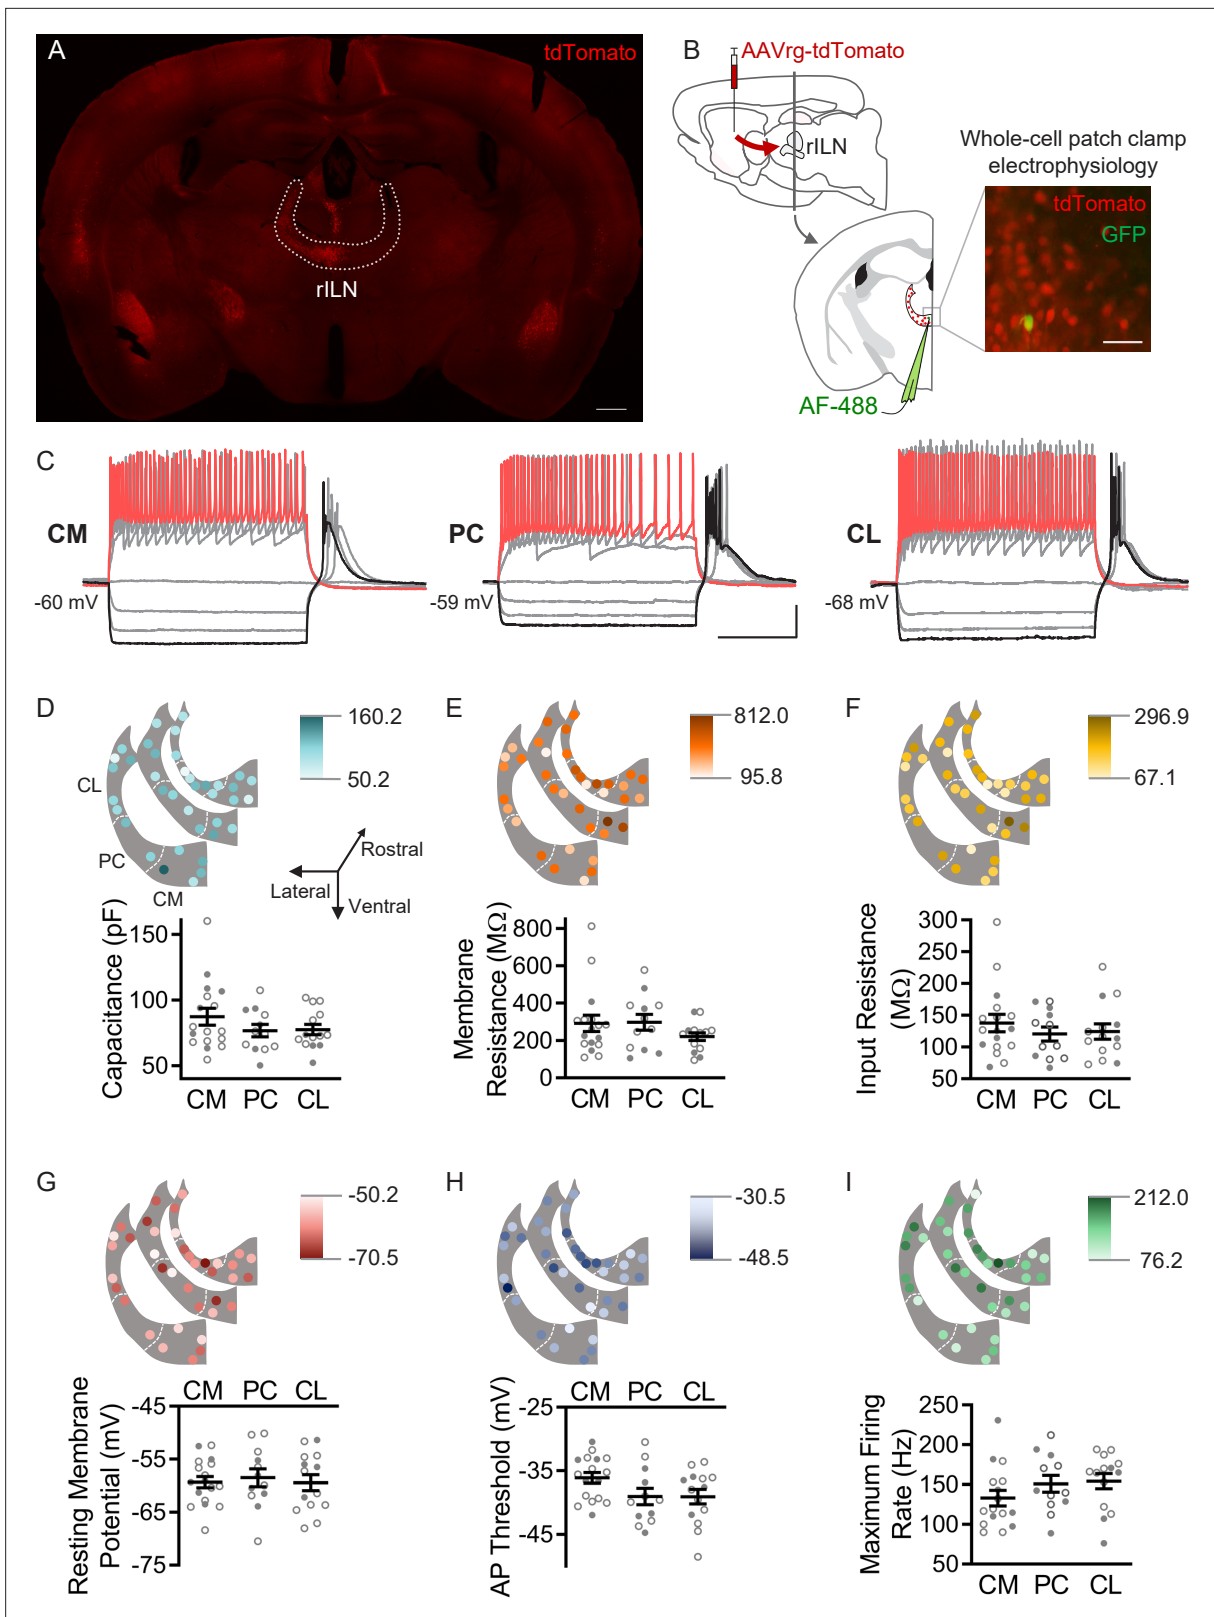 A
tdTomato
rILN
B
AAVrg-tdTomato
rILN
Whole-cell patch clamp
electrophysiology
tdTomato
GFP
AF-488
C
CM
-60 mV
PC
-59 mV
CL
-68 mV
D
160.2
50.2
CL
PC
CM
Rostral
Lateral
Ventral
Capacitance (pF)
150
100
50
CM PC CL
E
812.0
95.8
Membrane
Resistance (MΩ)
800
600
400
200
0
CM PC CL
F
296.9
67.1
Input Resistance
(MΩ)
300
250
200
150
100
50
CM PC CL
G
-50.2
-70.5
CM PC CL
Resting Membrane
Potential (mV)
-45
-55
-65
-75
H
-30.5
-48.5
CM PC CL
AP Threshold (mV)
-25
-35
-45
I
212.0
76.2
Maximum Firing
Rate (Hz)
250
200
150
100
50
CM PC CL